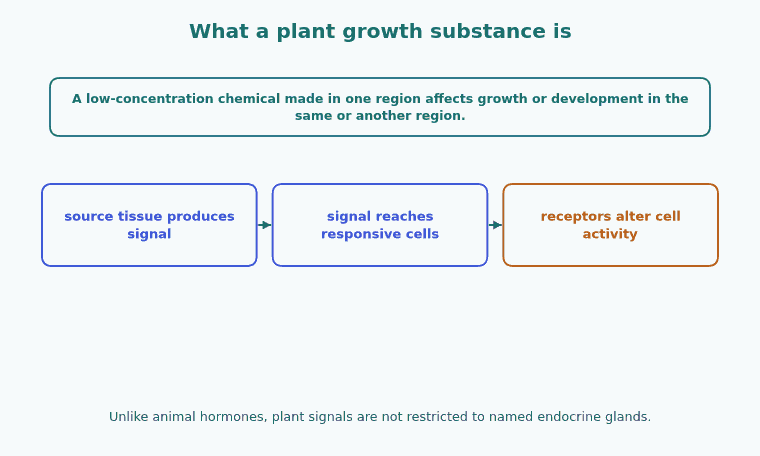 What a plant growth substance is
A low-concentration chemical made in one region affects growth or development in the
same or another region.
source tissue produces
signal
signal reaches
responsive cells
receptors alter cell
activity
Unlike animal hormones, plant signals are not restricted to named endocrine glands.